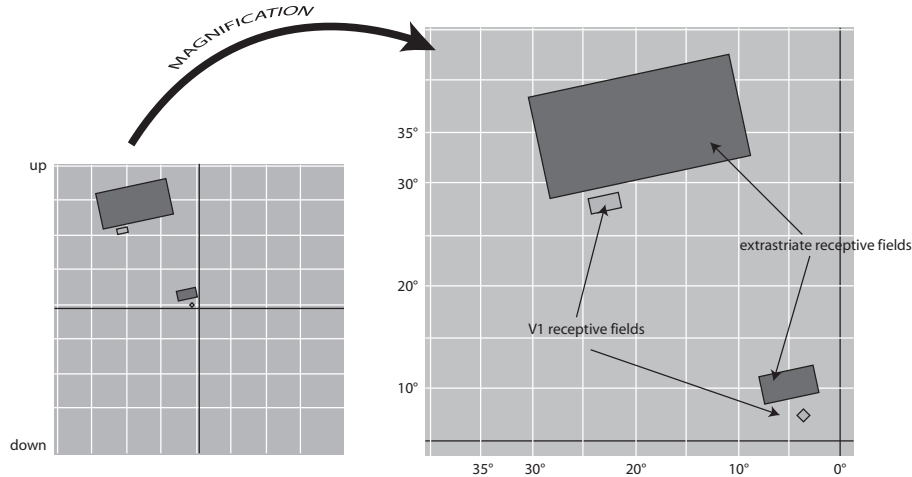 MAGNIFICATION
up
down
35°
30°
20°
10°
extrastriate receptive fields
V1 receptive fields
35° 30° 20° 10° 0°